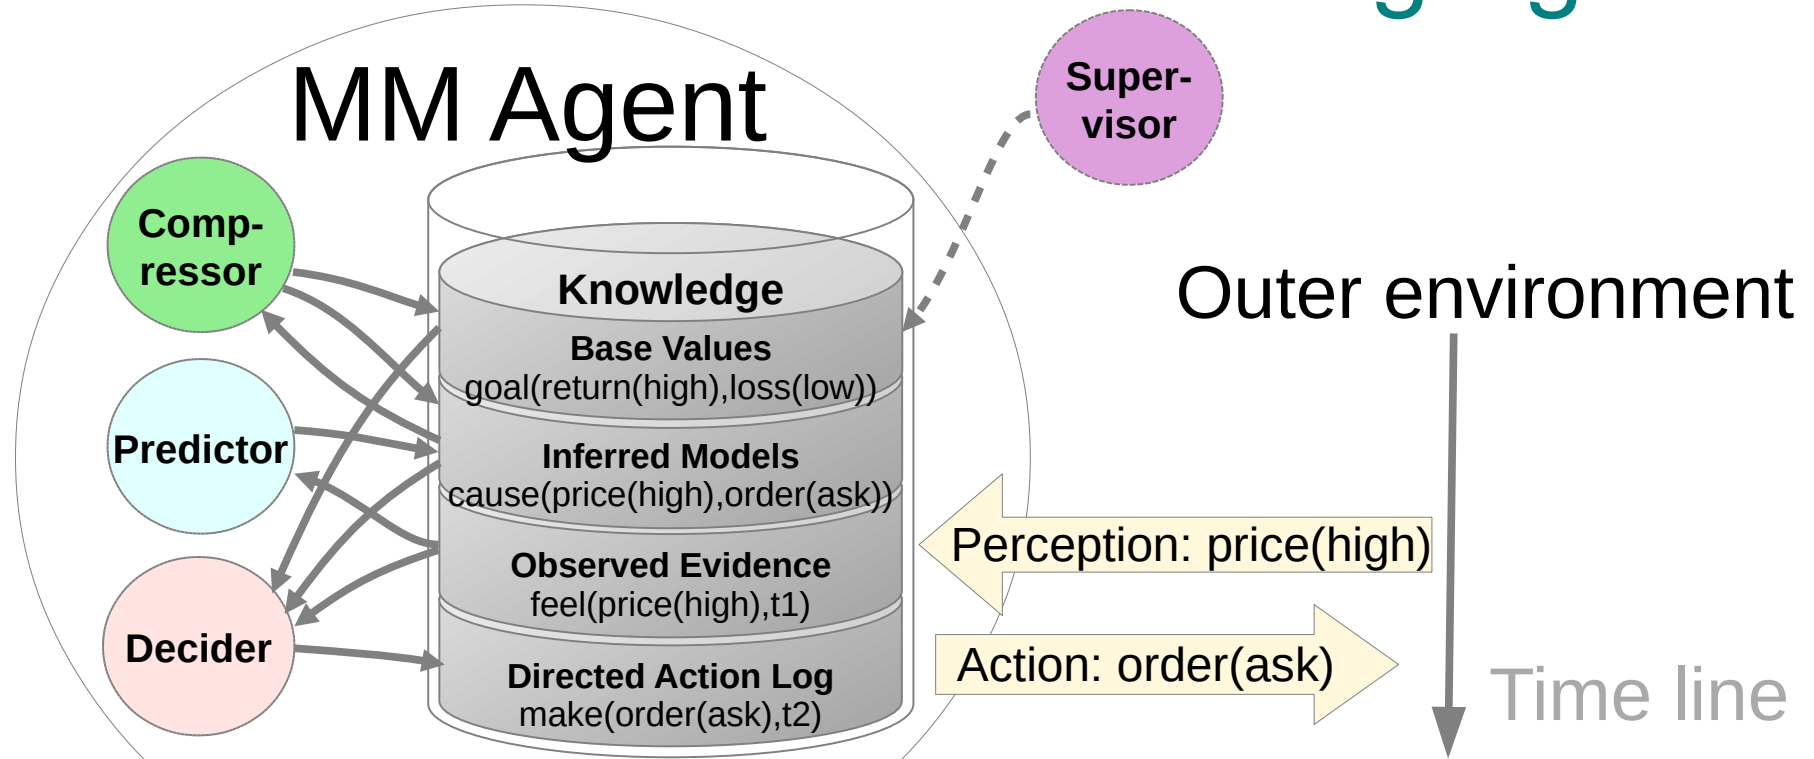 MM Agent
Super-
visor
Comp-
ressor
Knowledge
Base Values
goal(return(high),loss(low))
Outer environment
Predictor
Inferred Models
cause(price(high),order(ask))
Perception: price(high)
Observed Evidence
feel(price(high),t1)
Decider
Action: order(ask)
Directed Action Log
make(order(ask),t2)
Time line